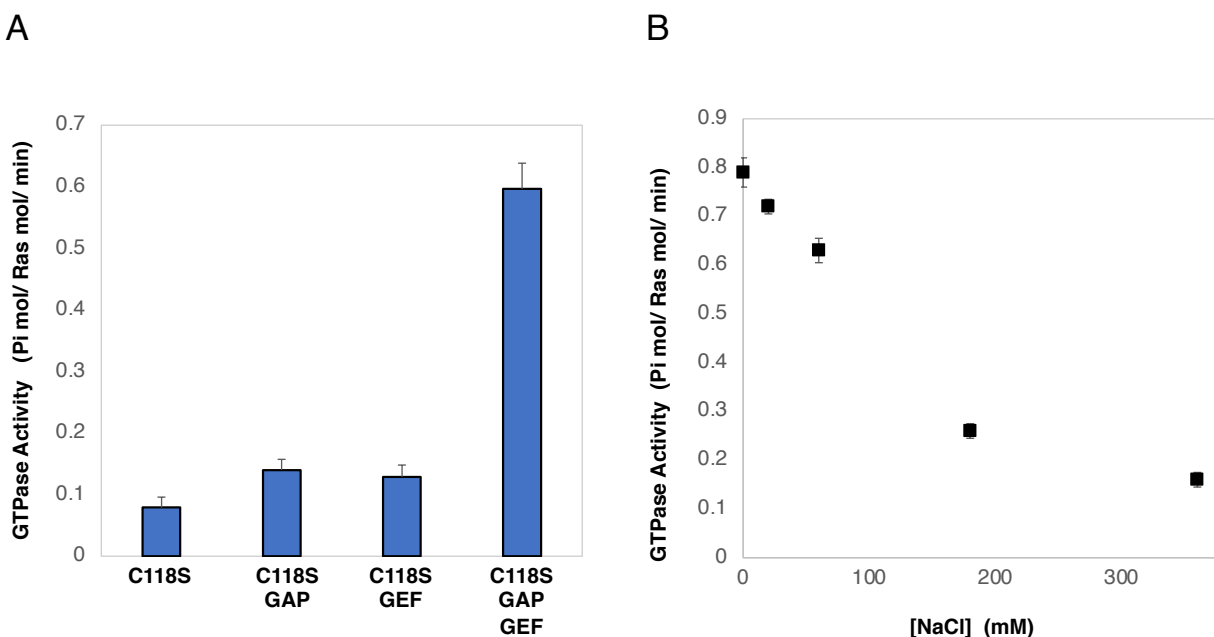 A
GTPase Activity (Pi mol/ Ras mol/ min)
0.7
0.6
0.5
0.4
0.3
0.2
0.1
0
C118S
C118S
GAP
C118S
GEF
C118S
GAP
GEF
B
GTPase Activity (Pi mol/ Ras mol/ min)
0.9
0.8
0.7
0.6
0.5
0.4
0.3
0.2
0.1
0
0 100 200 300
[NaCl] (mM)